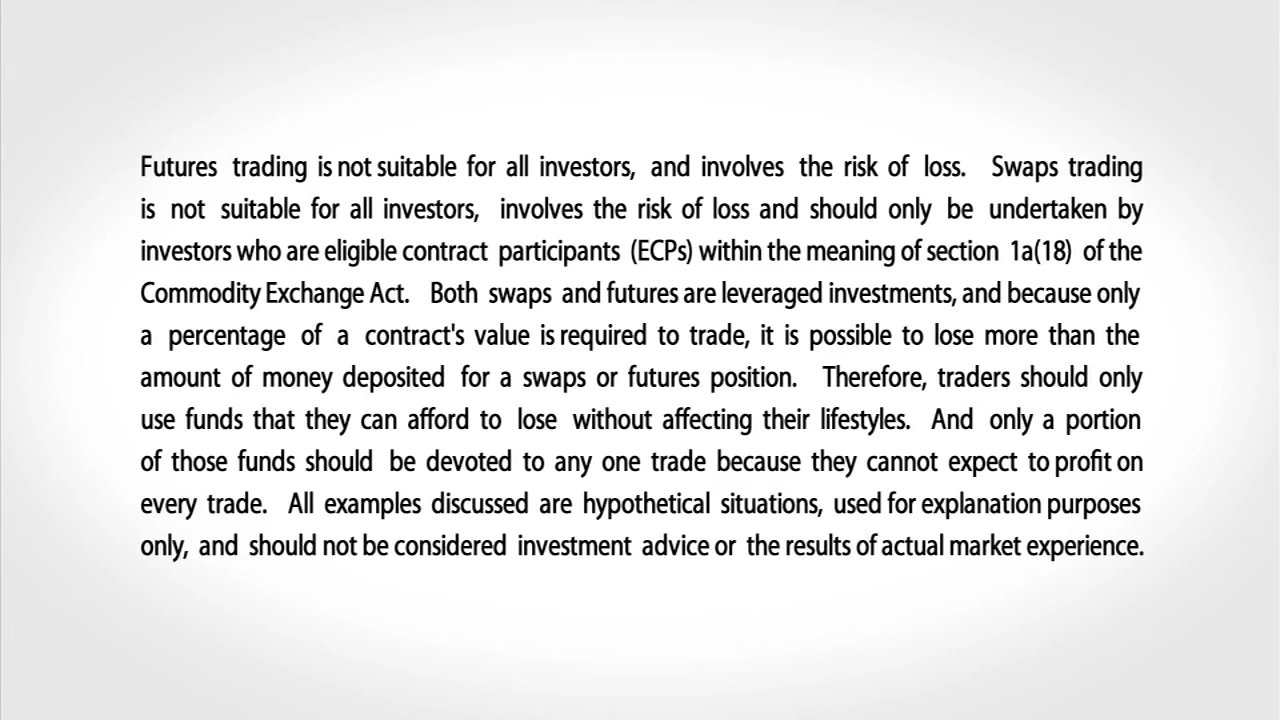 Futures trading is not suitable for all investors, and involves the risk of loss. Swaps trading
is not suitable for all investors, involves the risk of loss and should only be undertaken by
investors who are eligible contract participants (ECPs) within the meaning of section 1a(18) of the
Commodity Exchange Act. Both swaps and futures are leveraged investments, and because only
a percentage of a contract's value is required to trade, it is possible to lose more than the
amount of money deposited for a swaps or futures position. Therefore, traders should only
use funds that they can afford to lose without affecting their lifestyles. And only a portion
of those funds should be devoted to any one trade because they cannot expect to profit on
every trade. All examples discussed are hypothetical situations, used for explanation purposes
only, and should not be considered investment advice or the results of actual market experience.